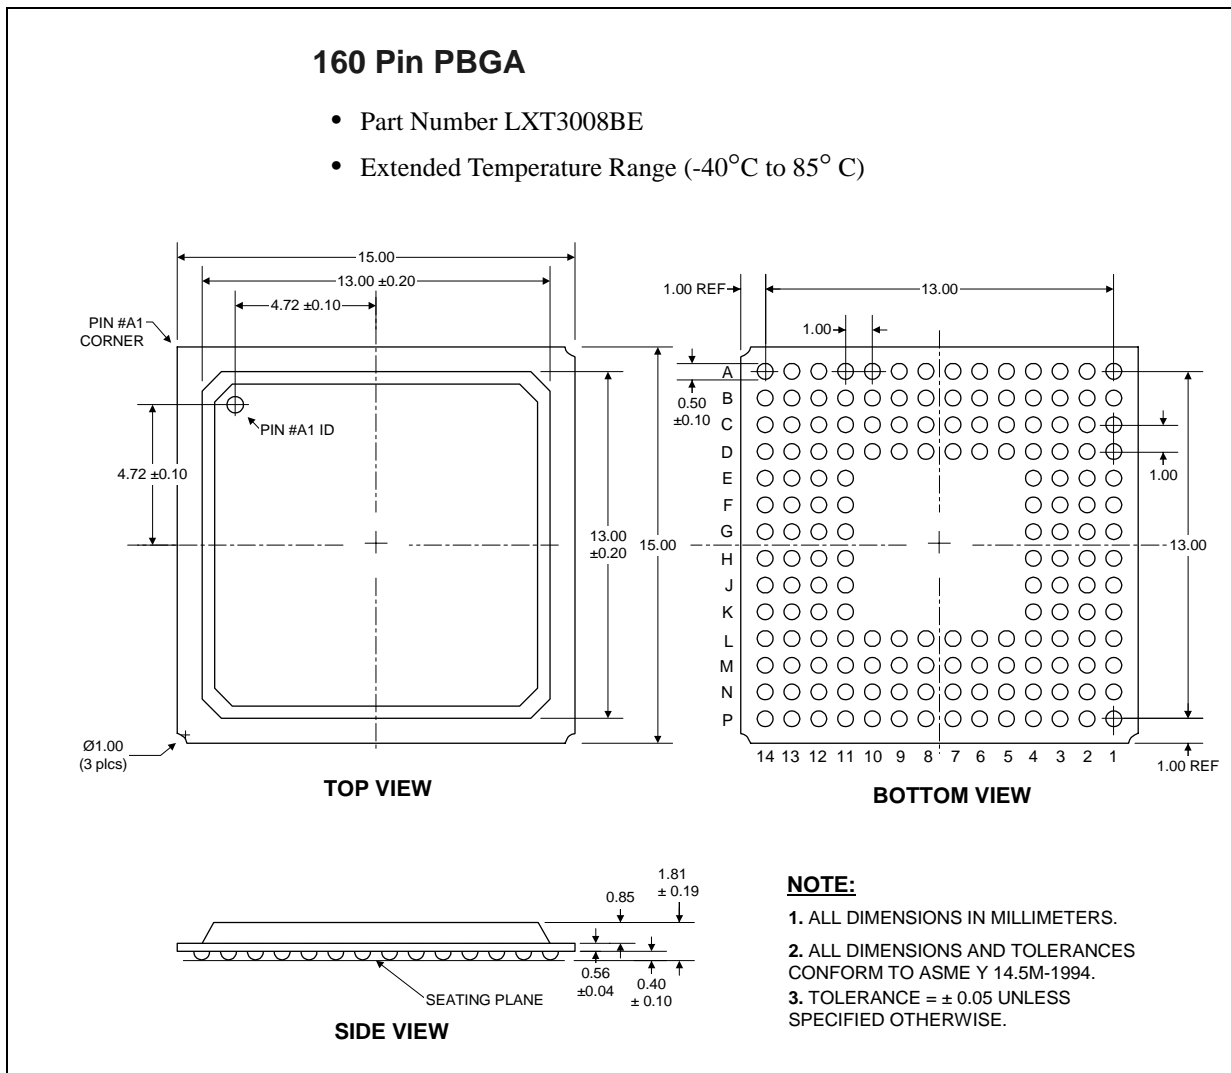 160 Pin PBGA
• Part Number LXT3008BE
• Extended Temperature Range (-40°C to 85° C)
15.00
13.00 ±0.20
4.72 ±0.10
PIN #A1
CORNER
PIN #A1 ID
4.72 ±0.10
13.00
±0.20
15.00
Ø1.00
(3 plcs)
TOP VIEW
1.00 REF
13.00
1.00
A
B
C
D
E
F
G
H
J
K
L
M
N
P
0.50
±0.10
1.00
13.00
14 13 12 11 10 9 8 7 6 5 4 3 2 1
1.00 REF
BOTTOM VIEW
1.81
± 0.19
0.85
0.56
±0.04
0.40
± 0.10
SEATING PLANE
SIDE VIEW
NOTE:
1. ALL DIMENSIONS IN MILLIMETERS.
2. ALL DIMENSIONS AND TOLERANCES
CONFORM TO ASME Y 14.5M-1994.
3. TOLERANCE = ± 0.05 UNLESS
SPECIFIED OTHERWISE.